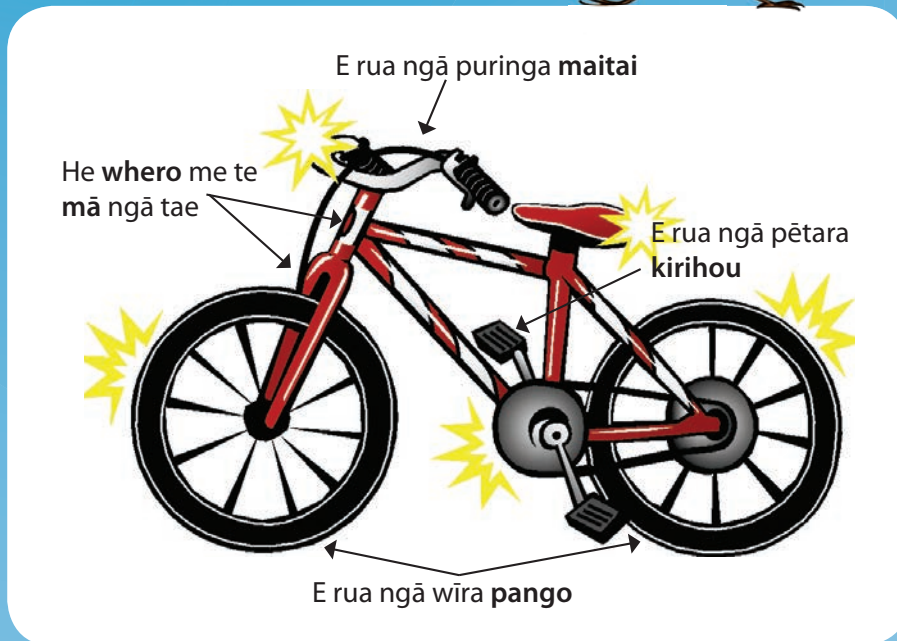 E rua ngā puringa maitai
He whero me te
mā ngā tae
E rua ngā pētara
kirihou
E rua ngā wīra pango